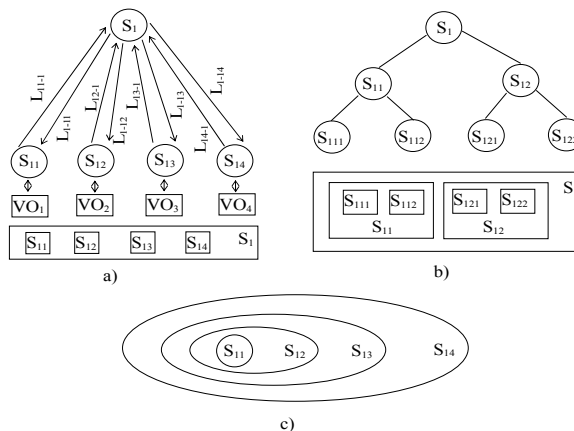 S1
L11-1
L1-11
L12-1
L1-12
L13-1
L1-13
L14-1
L1-14
S11 S12 S13 S14
VO1 VO2 VO3 VO4
S11 S12 S13 S14 S1
a)
S1
S11 S12
S111 S112 S121
S111 S112 S121 S122
S11 S12
S
b)
S11 S12 S13 S14
c)